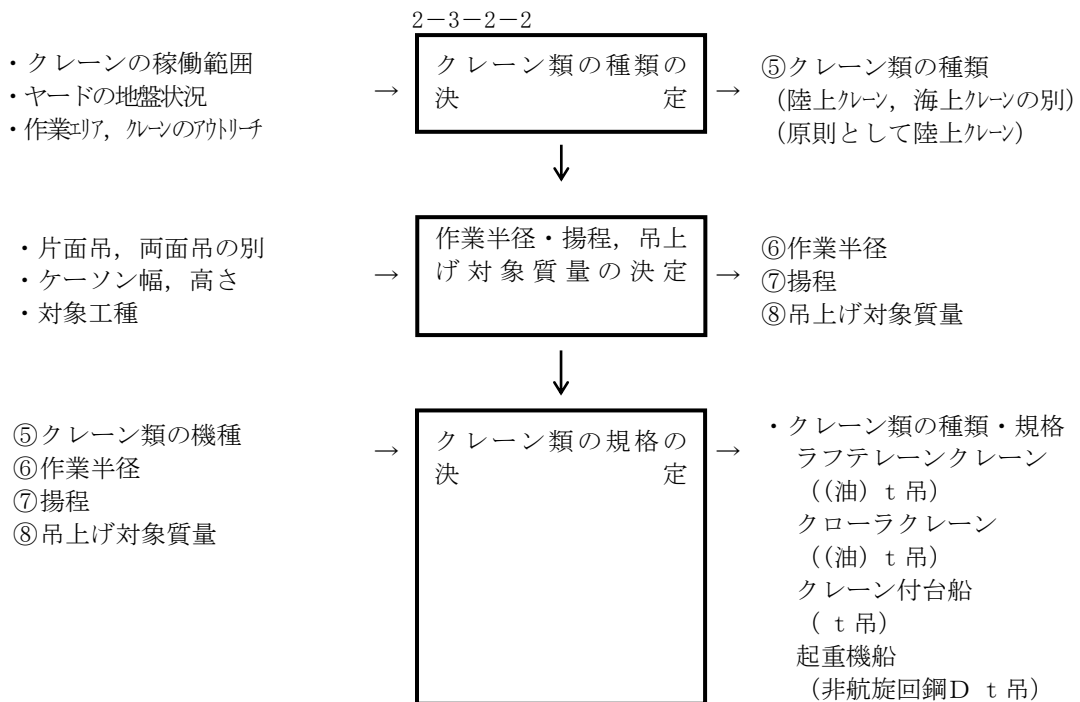 2-3-2-2
・クレーンの稼働範囲
・ヤードの地盤状況
・作業ｴﾘｱ，ｸﾚｰﾝのｱｳﾄﾘｰﾁ
→
クレーン類の種類の
決定
→
⑤クレーン類の種類
（陸上ｸﾚｰﾝ，海上ｸﾚｰﾝの別）
（原則として陸上ｸﾚｰﾝ）
↓
・片面吊，両面吊の別
・ケーソン幅，高さ
・対象工種
→
作業半径・揚程，吊上
げ対象質量の決定
→
⑥作業半径
⑦揚程
⑧吊上げ対象質量
↓
⑤クレーン類の機種
⑥作業半径
⑦揚程
⑧吊上げ対象質量
→
クレーン類の規格の
決定
→
・クレーン類の種類・規格
ラフテレーンクレーン
（(油）ｔ吊）
クローラクレーン
（(油）ｔ吊）
クレーン付台船
（ ｔ吊）
起重機船
（非航旋回鋼Ｄ ｔ吊）